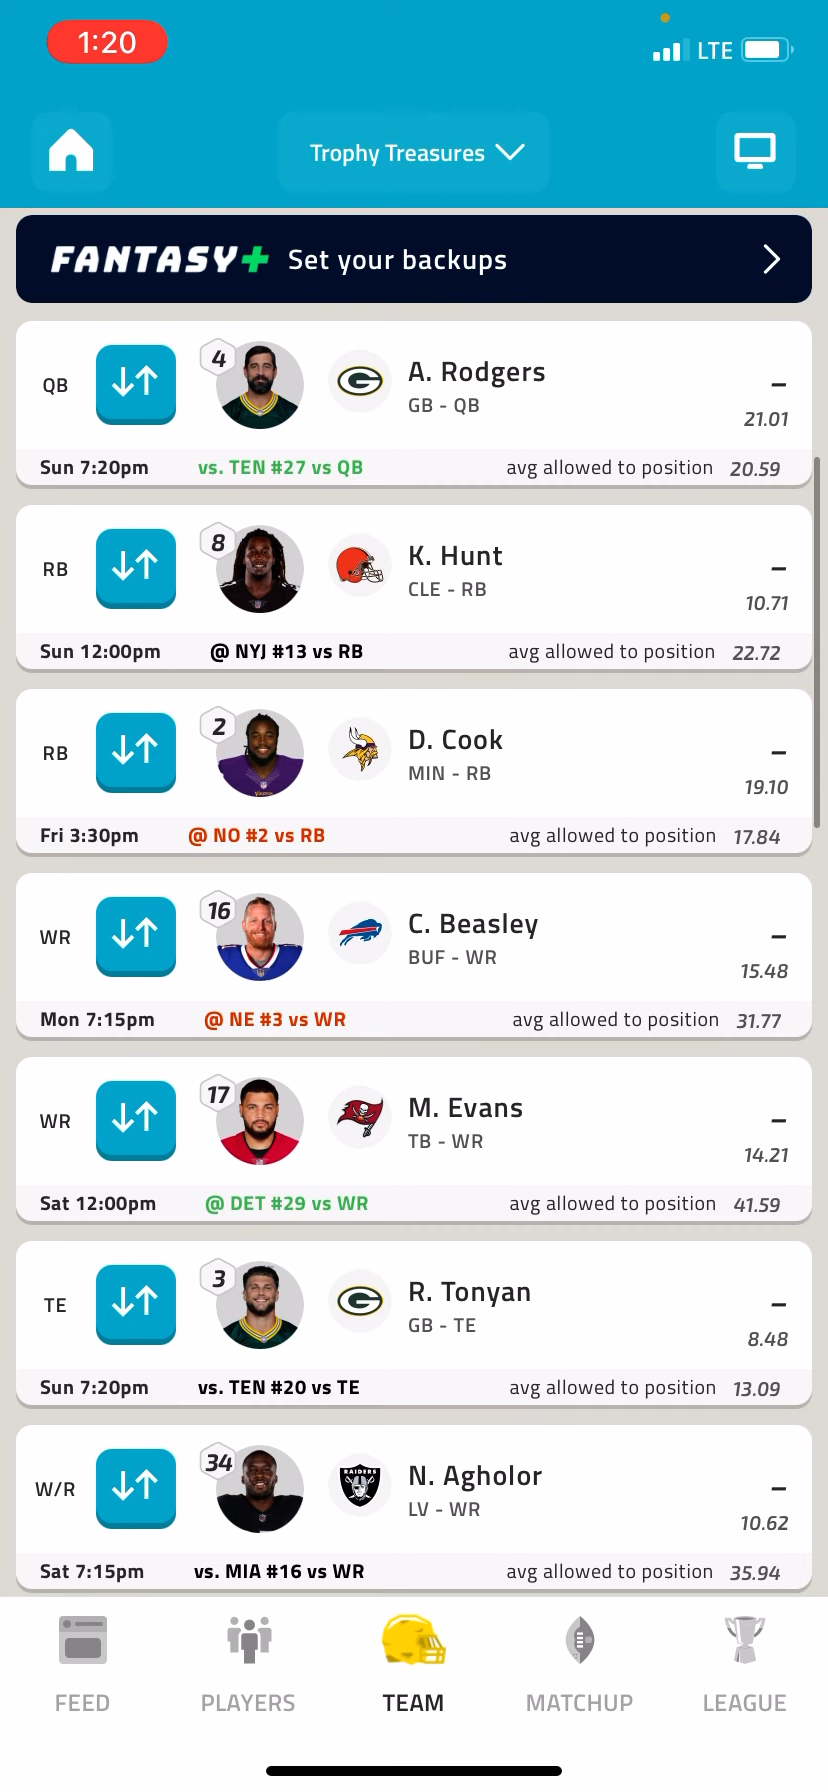 1:20
LTE
Trophy Treasures
FANTASY+ Set your backups
QB
4
A. Rodgers
GB - QB
–
21.01
Sun 7:20pm vs. TEN #27 vs QB avg allowed to position 20.59
RB
8
K. Hunt
CLE - RB
–
10.71
Sun 12:00pm @ NYJ #13 vs RB avg allowed to position 22.72
RB
2
D. Cook
MIN - RB
–
19.10
Fri 3:30pm @ NO #2 vs RB avg allowed to position 17.84
WR
16
C. Beasley
BUF - WR
–
15.48
Mon 7:15pm @ NE #3 vs WR avg allowed to position 31.77
WR
17
M. Evans
TB - WR
–
14.21
Sat 12:00pm @ DET #29 vs WR avg allowed to position 41.59
TE
3
R. Tonyan
GB - TE
–
8.48
Sun 7:20pm vs. TEN #20 vs TE avg allowed to position 13.09
W/R
34
RAIDERS
N. Agholor
LV - WR
–
10.62
Sat 7:15pm vs. MIA #16 vs WR avg allowed to position 35.94
FEED PLAYERS TEAM MATCHUP LEAGUE